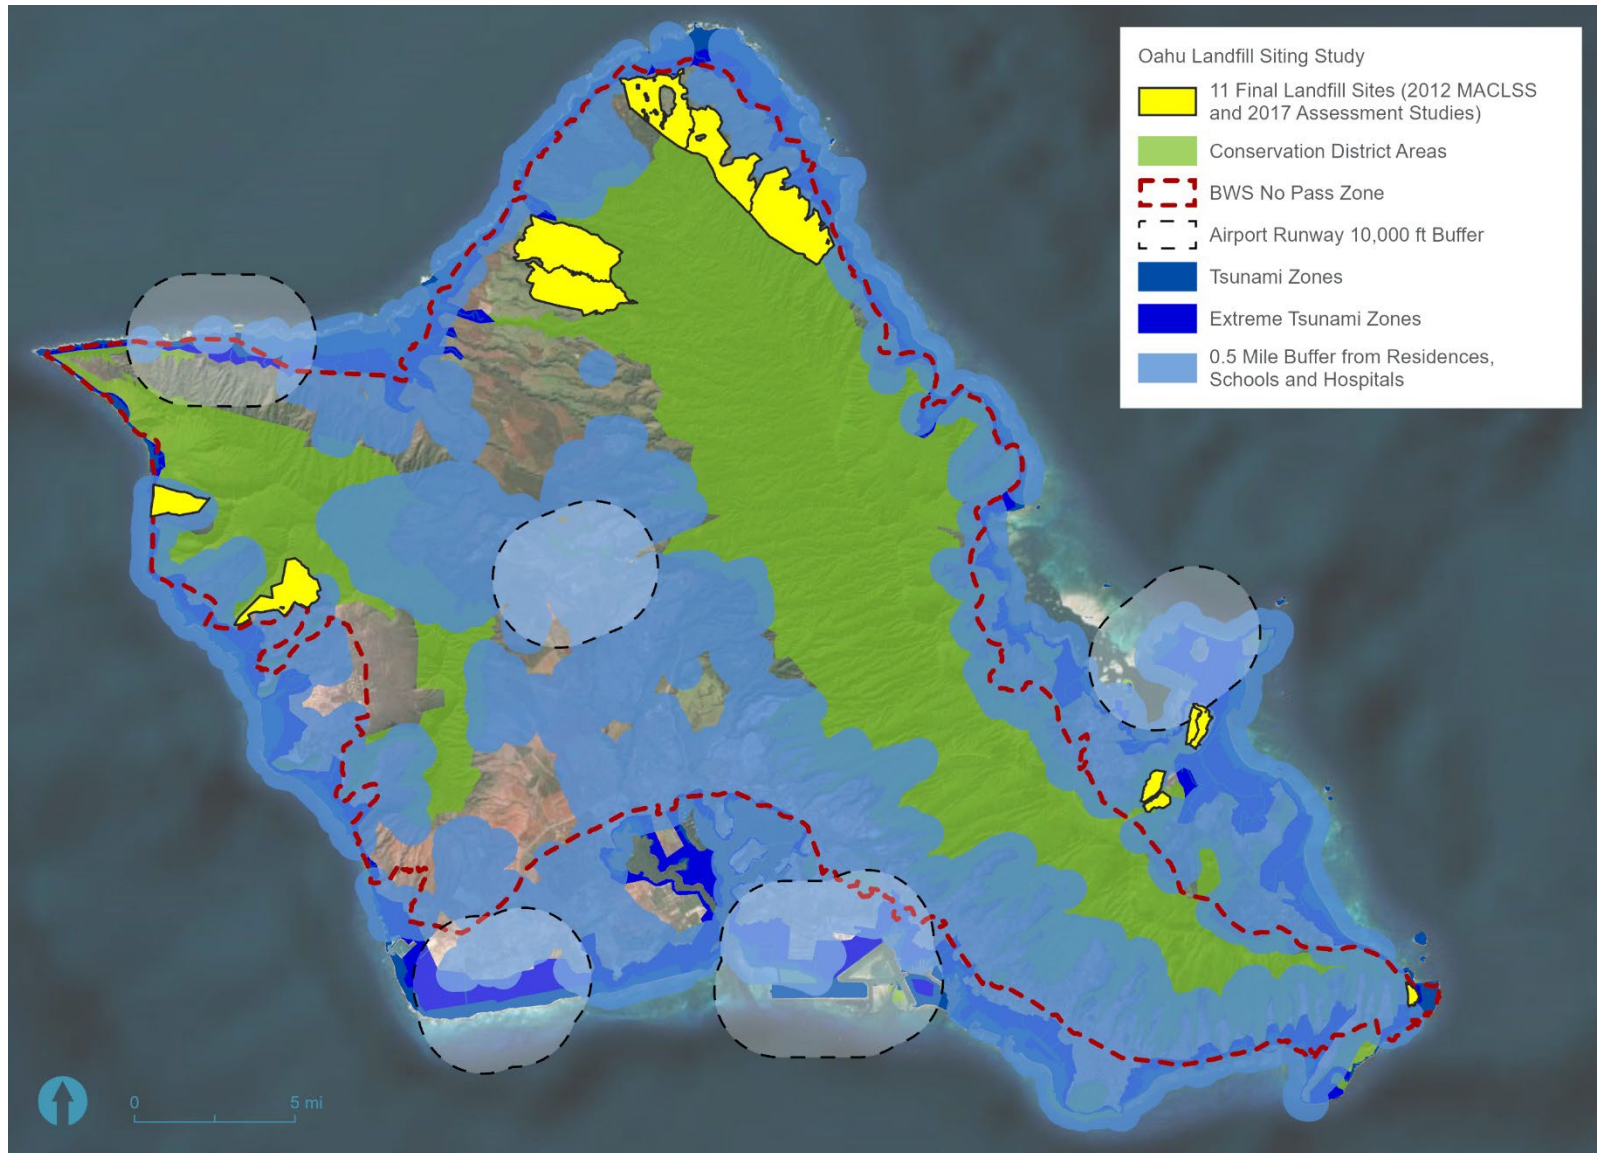 Oahu Landfill Siting Study
11 Final Landfill Sites (2012 MACLSS
and 2017 Assessment Studies)
Conservation District Areas
BWS No Pass Zone
Airport Runway 10,000 ft Buffer
Tsunami Zones
Extreme Tsunami Zones
0.5 Mile Buffer from Residences,
Schools and Hospitals
0 5 mi